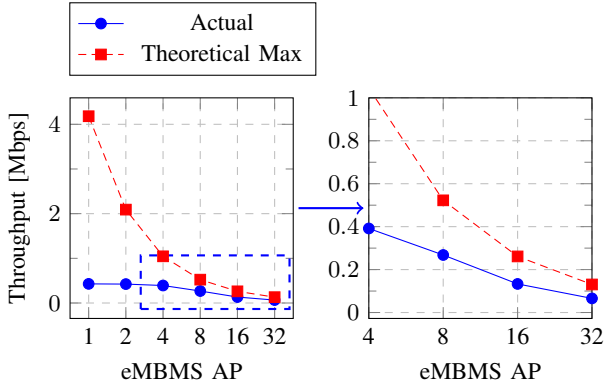 Actual
Theoretical Max
Throughput [Mbps]
4
2
0
1 2 4 8 16 32
eMBMS AP
1
0.8
0.6
0.4
0.2
0
4 8 16 32
eMBMS AP